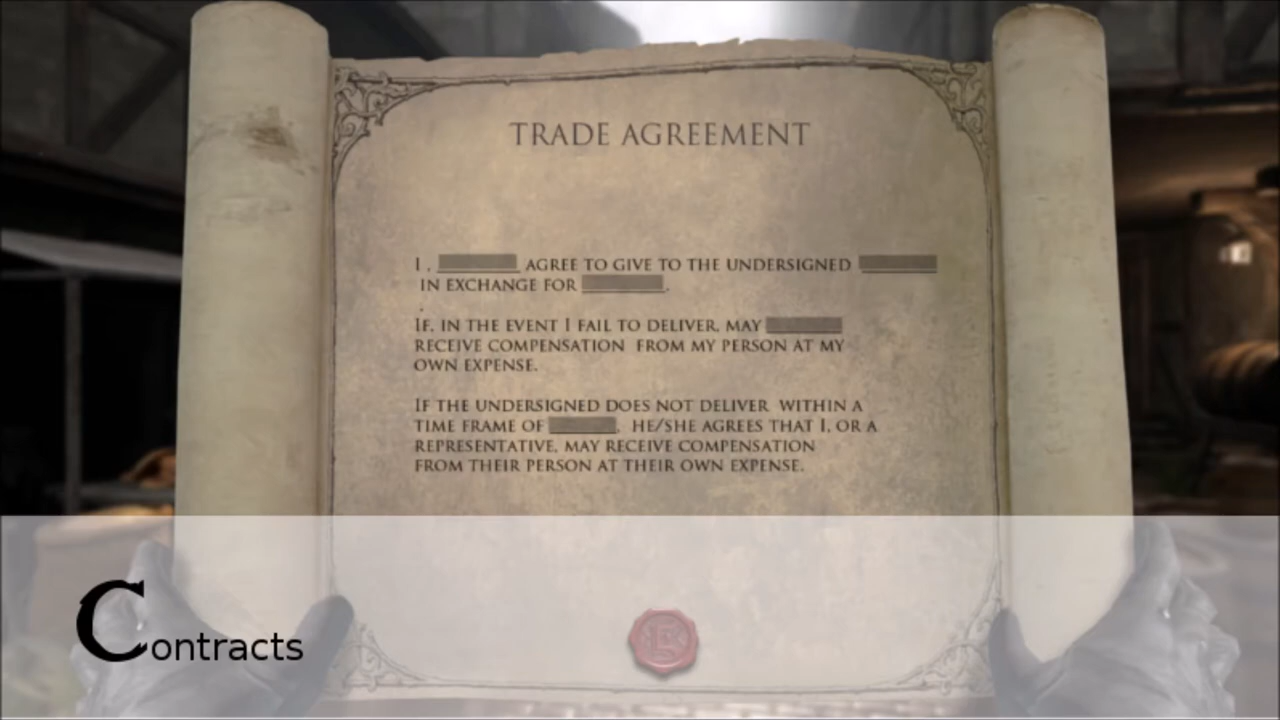 TRADE AGREEMENT
I, AGREE TO GIVE TO THE UNDERSIGNED
IN EXCHANGE FOR .
.
IF, IN THE EVENT I FAIL TO DELIVER, MAY
RECEIVE COMPENSATION FROM MY PERSON AT MY
OWN EXPENSE.
IF THE UNDERSIGNED DOES NOT DELIVER WITHIN A
TIME FRAME OF , HE/SHE AGREES THAT I, OR A
REPRESENTATIVE, MAY RECEIVE COMPENSATION
FROM THEIR PERSON AT THEIR OWN EXPENSE.
Contracts